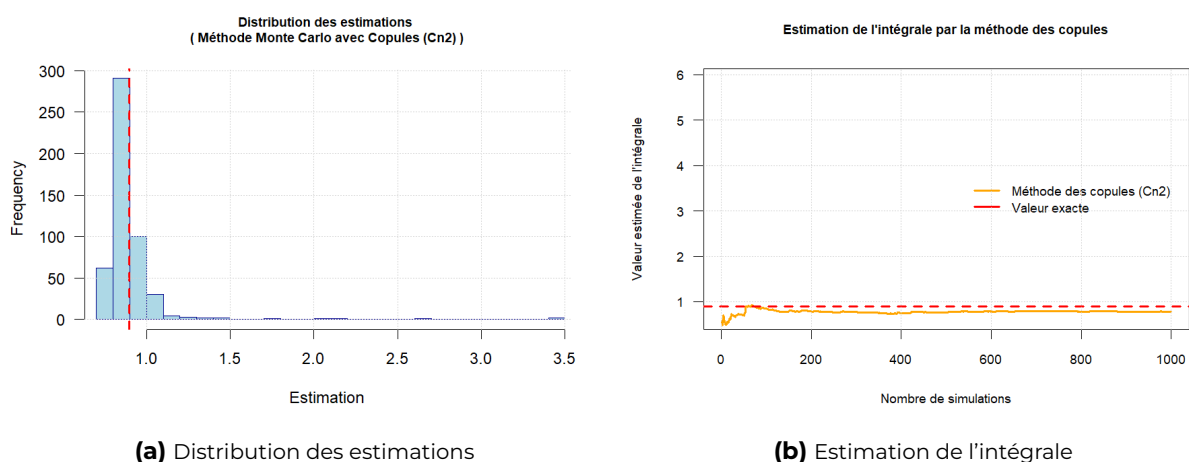 Distribution des estimations
( Méthode Monte Carlo avec Copules (Cn2) )
Frequency
300
250
200
150
100
50
0
1.0 1.5 2.0 2.5 3.0 3.5
Estimation
(a) Distribution des estimations
Estimation de l'intégrale par la méthode des copules
Valeur estimée de l'intégrale
6
5
4
3
2
1
Méthode des copules (Cn2)
Valeur exacte
0 200 400 600 800 1000
Nombre de simulations
(b) Estimation de l'intégrale